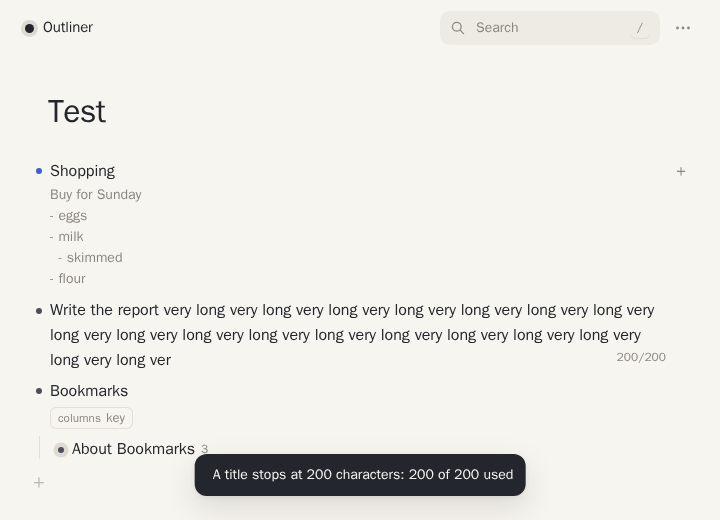 Outliner
Search /
Test
Shopping
Buy for Sunday
- eggs
- milk
- skimmed
- flour
Write the report very long very long very long very long very long very long very long very
long very long very long very long very long very long very long very long very long very
long very long ver
200/200
Bookmarks
columns key
About Bookmarks 3
A title stops at 200 characters: 200 of 200 used